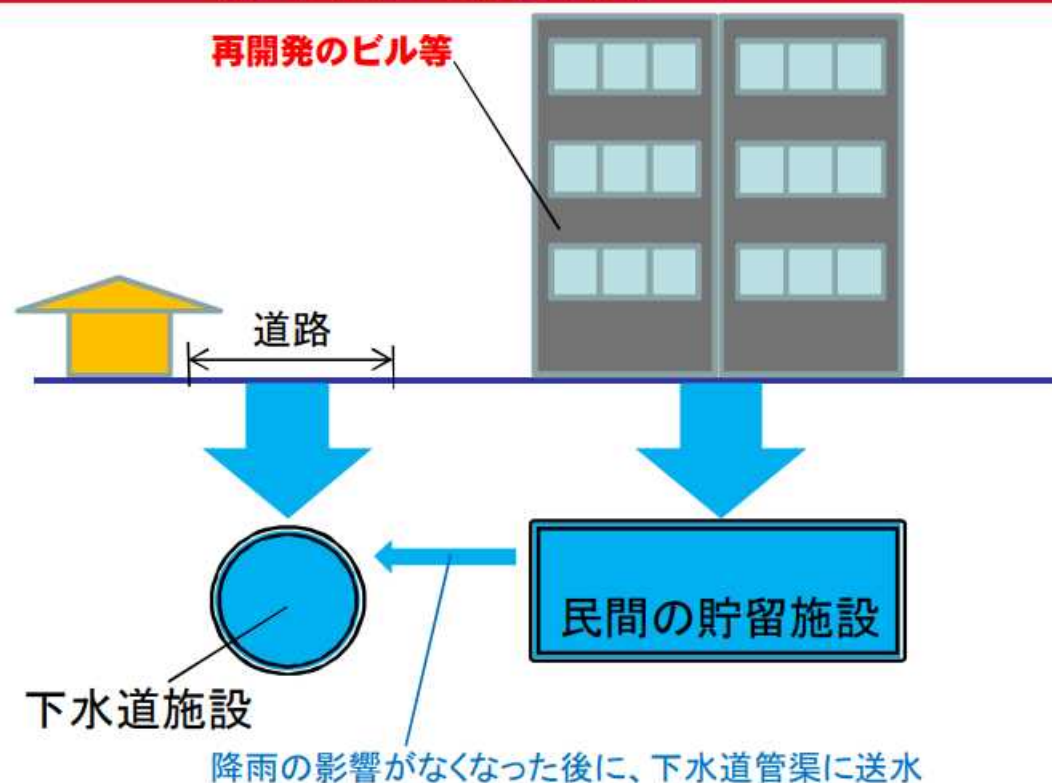 再開発のビル等
道路
民間の貯留施設
下水道施設
降雨の影響がなくなった後に、下水道管渠に送水